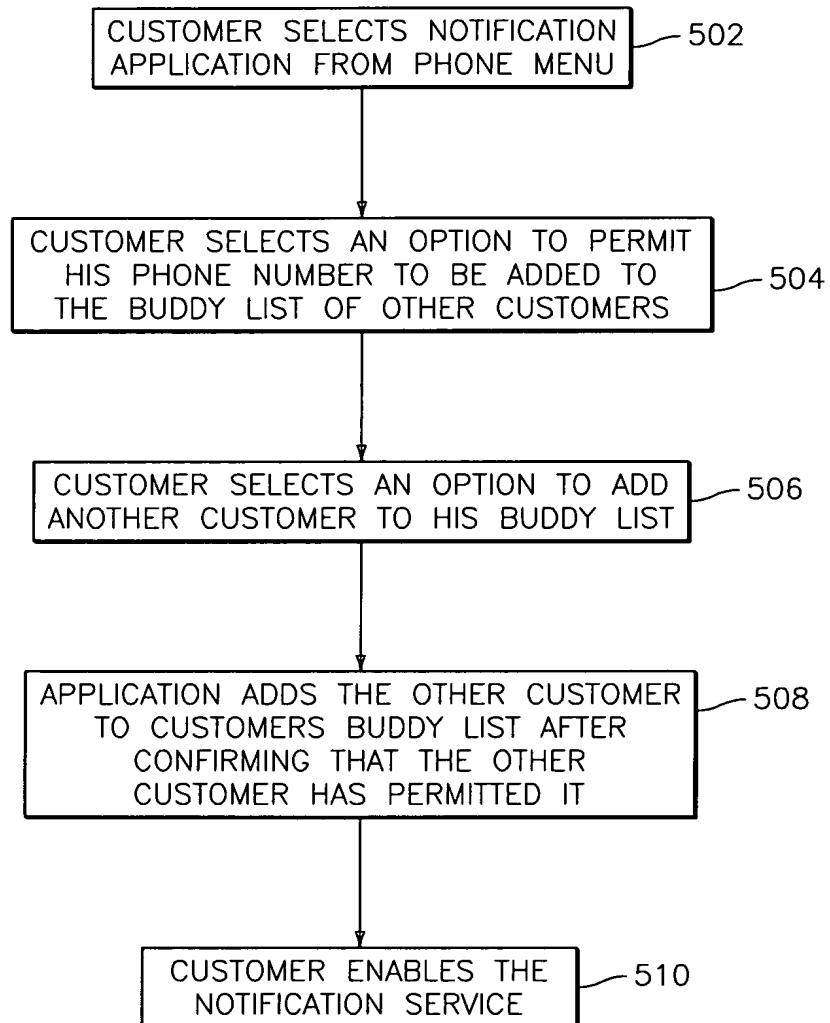 CUSTOMER SELECTS NOTIFICATION
APPLICATION FROM PHONE MENU
502
CUSTOMER SELECTS AN OPTION TO PERMIT
HIS PHONE NUMBER TO BE ADDED TO
THE BUDDY LIST OF OTHER CUSTOMERS
504
CUSTOMER SELECTS AN OPTION TO ADD
ANOTHER CUSTOMER TO HIS BUDDY LIST
506
APPLICATION ADDS THE OTHER CUSTOMER
TO CUSTOMERS BUDDY LIST AFTER
CONFIRMING THAT THE OTHER
CUSTOMER HAS PERMITTED IT
508
CUSTOMER ENABLES THE
NOTIFICATION SERVICE
510